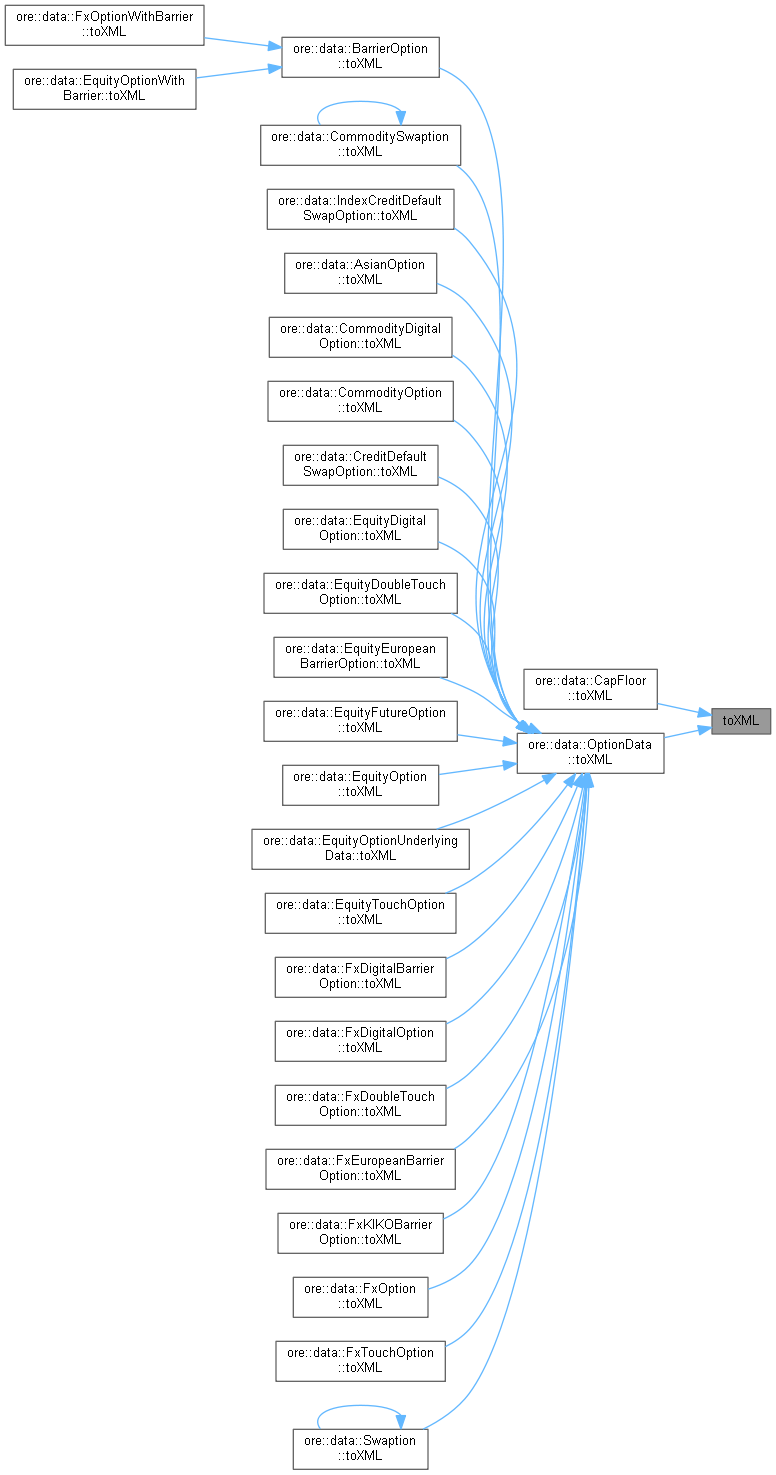 ore::data::FxOptionWithBarrier
::toXML
ore::data::EquityOptionWith
Barrier::toXML
ore::data::BarrierOption
::toXML
ore::data::CommoditySwaption
::toXML
ore::data::IndexCreditDefault
SwapOption::toXML
ore::data::AsianOption
::toXML
ore::data::CommodityDigital
Option::toXML
ore::data::CommodityOption
::toXML
ore::data::CreditDefault
SwapOption::toXML
ore::data::EquityDigital
Option::toXML
ore::data::EquityDoubleTouch
Option::toXML
ore::data::EquityEuropean
BarrierOption::toXML
ore::data::EquityFutureOption
::toXML
ore::data::EquityOption
::toXML
ore::data::EquityOptionUnderlying
Data::toXML
ore::data::EquityTouchOption
::toXML
ore::data::FxDigitalBarrier
Option::toXML
ore::data::FxDigitalOption
::toXML
ore::data::FxDoubleTouch
Option::toXML
ore::data::FxEuropeanBarrier
Option::toXML
ore::data::FxKIKOBarrier
Option::toXML
ore::data::FxOption
::toXML
ore::data::FxTouchOption
::toXML
ore::data::Swaption
::toXML
ore::data::CapFloor
::toXML
ore::data::OptionData
::toXML
toXML